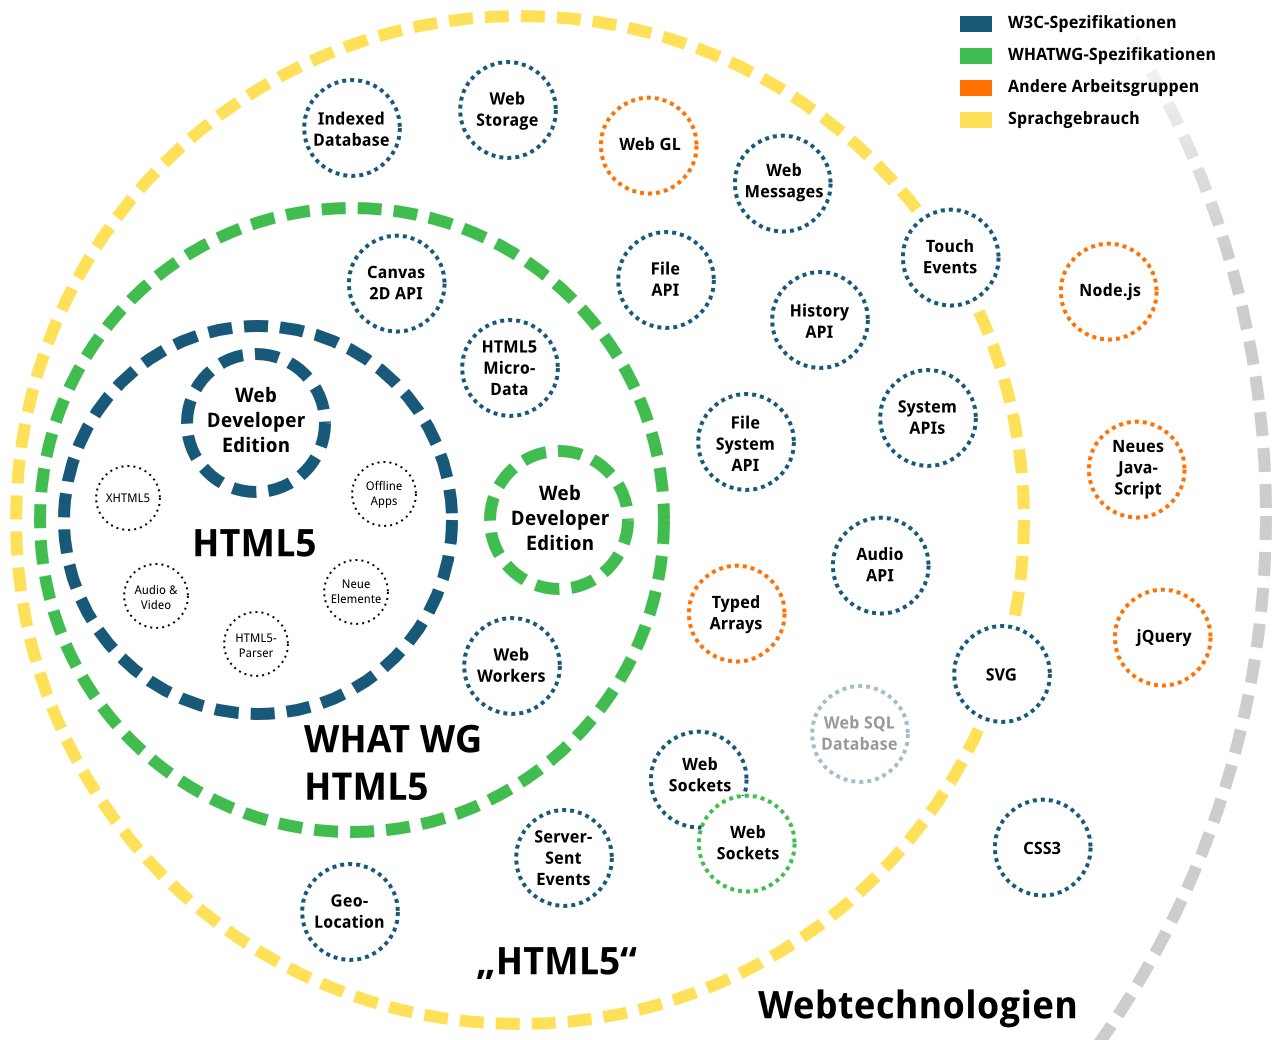 W3C-Spezifikationen
WHATWG-Spezifikationen
Andere Arbeitsgruppen
Sprachgebrauch
Indexed
Database
Web
Storage
Web GL
Web
Messages
Touch
Events
Node.js
Canvas
2D API
File
API
History
API
HTML5
Micro-
Data
System
APIs
File
System
API
Neues
Java-
Script
Web
Developer
Edition
XHTML5
Offline
Apps
HTML5
Audio &
Video
Neue
Elemente
HTML5-
Parser
Web
Developer
Edition
Audio
API
Typed
Arrays
jQuery
Web
Workers
SVG
WHAT WG
HTML5
Web SQL
Database
Web
Sockets
Web
Sockets
Server-
Sent
Events
CSS3
Geo-
Location
„HTML5“
Webtechnologien